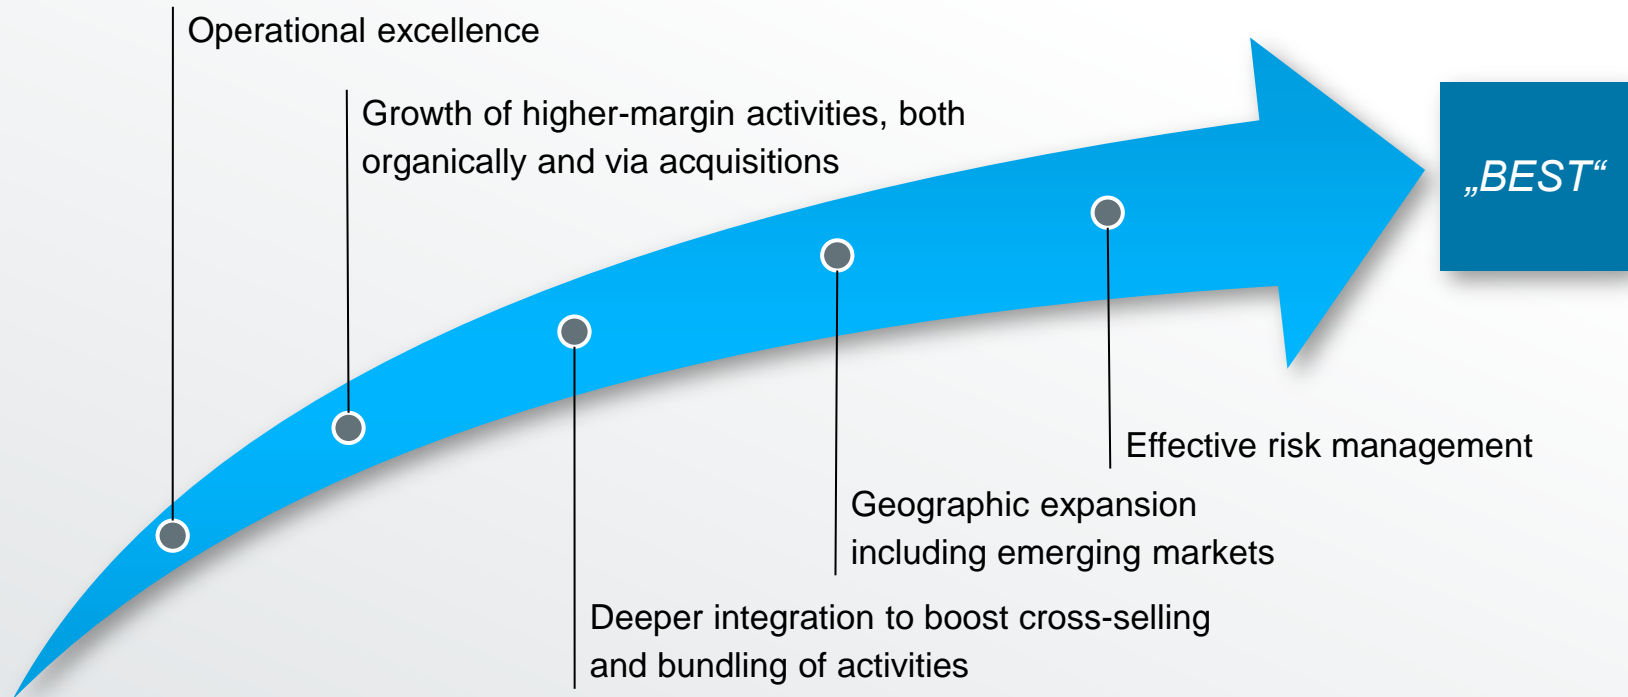 Operational excellence
Growth of higher-margin activities, both
organically and via acquisitions
„BEST“
Effective risk management
Geographic expansion
including emerging markets
Deeper integration to boost cross-selling
and bundling of activities